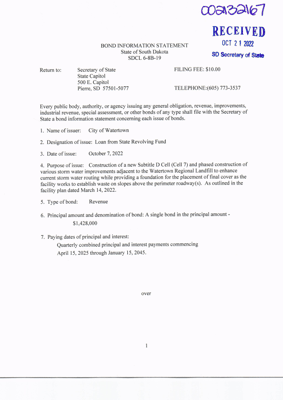 002132167
RECEIVED
OCT 21 2022
SD Secretary of State
BOND INFORMATION STATEMENT
State of South Dakota
SDCL 6-8B-19
Return to: Secretary of State FILING FEE: $10.00
State Capitol
500 E. Capitol
Pierre, SD 57501-5077 TELEPHONE:(605) 773-3537
Every public body, authority, or agency issuing any general obligation, revenue, improvements,
industrial revenue, special assessment, or other bonds of any type shall file with the Secretary of
State a bond information statement concerning each issue of bonds.
1. Name of issuer: City of Watertown
2. Designation of issue: Loan from State Revolving Fund
3. Date of issue: October 7, 2022
4. Purpose of issue: Construction of a new Subtitle D Cell (Cell 7) and phased construction of
various storm water improvements adjacent to the Watertown Regional Landfill to enhance
current storm water routing while providing a foundation for the placement of final cover as the
facility works to establish waste on slopes above the perimeter roadway(s). As outlined in the
facility plan dated March 14, 2022.
5. Type of bond: Revenue
6. Principal amount and denomination of bond: A single bond in the principal amount -
$1,428,000
7. Paying dates of principal and interest:
Quarterly combined principal and interest payments commencing
April 15, 2025 through January 15, 2045.
over
1